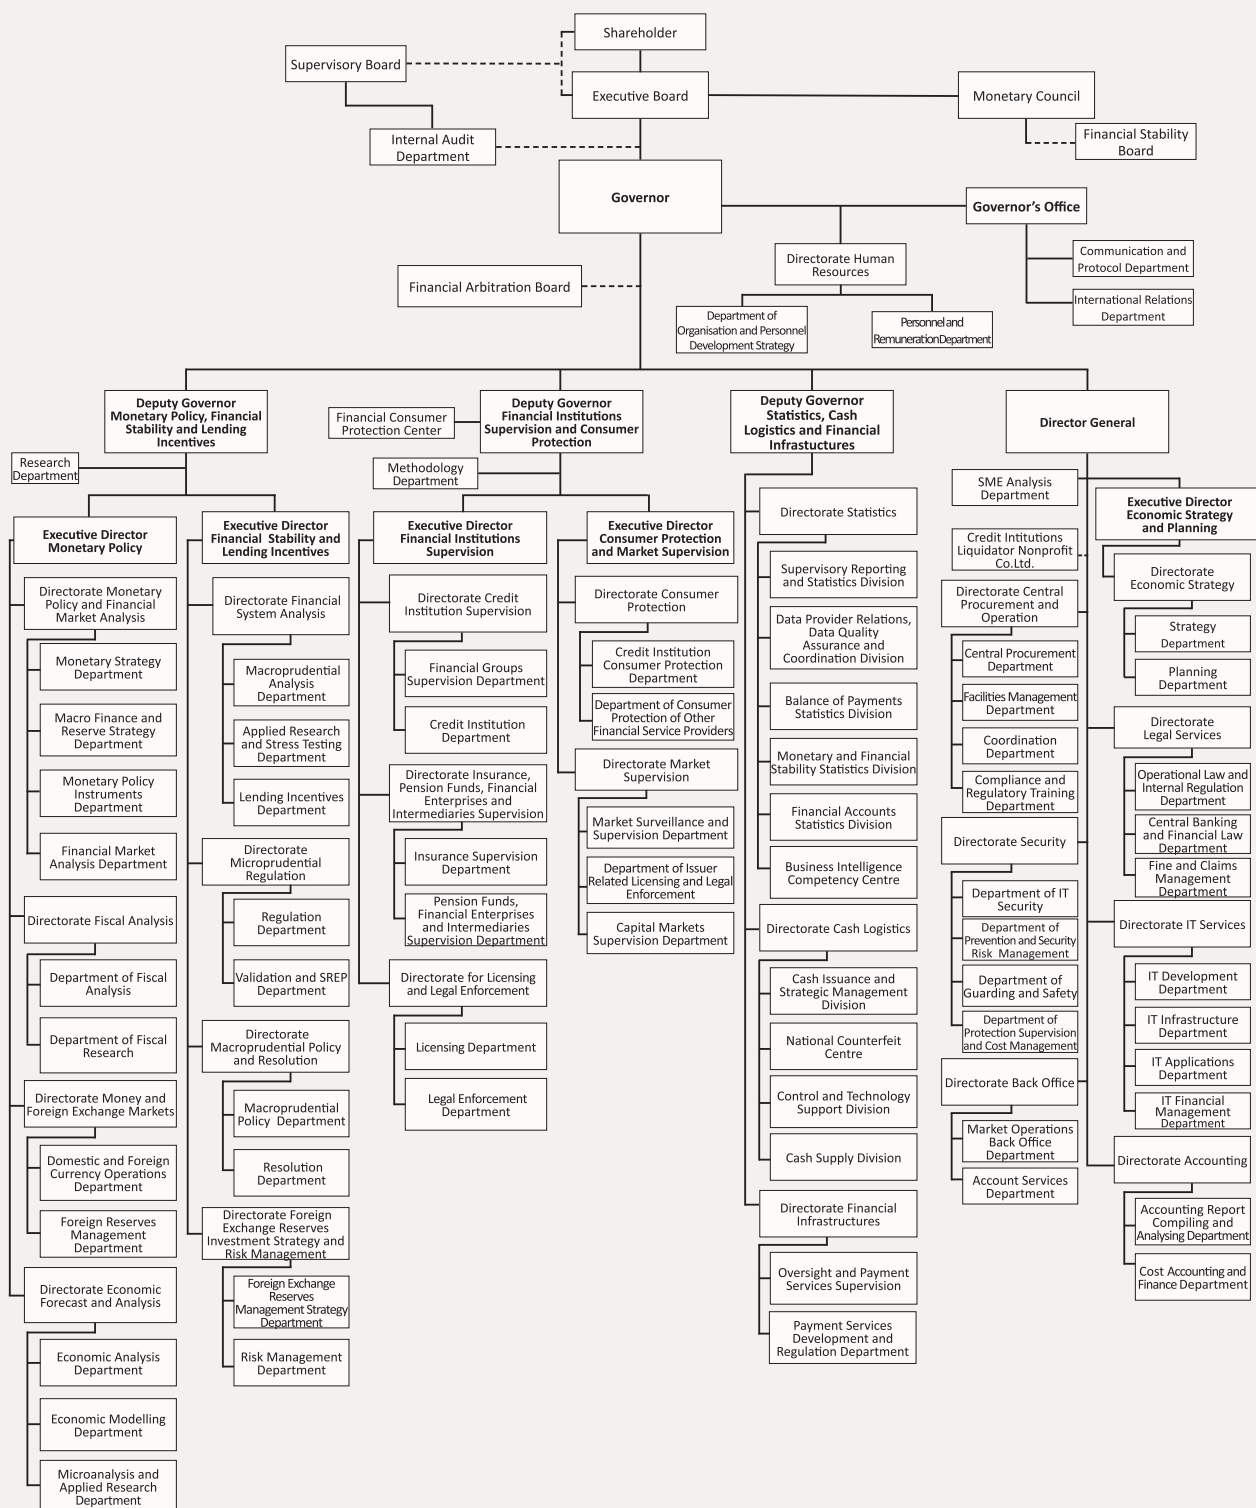 Shareholder
Supervisory Board
Executive Board
Monetary Council
Internal Audit
Department
Financial Stability
Board
Governor
Governor's Office
Directorate Human
Resources
Communication and
Protocol Department
Financial Arbitration Board
International Relations
Department
Department of
Organisation and Personnel
Development Strategy
Personnel and
Remuneration Department
Deputy Governor
Monetary Policy, Financial
Stability and Lending
Incentives
Financial Consumer
Protection Center
Deputy Governor
Financial Institutions
Supervision and Consumer
Protection
Deputy Governor
Statistics, Cash
Logistics and Financial
Infrastuctures
Director General
Research
Department
Methodology
Department
Executive Director
Monetary Policy
Directorate Monetary
Policy and Financial
Market Analysis
Monetary Strategy
Department
Macro Finance and
Reserve Strategy
Department
Monetary Policy
Instruments
Department
Financial Market
Analysis Department
Directorate Fiscal Analysis
Department of Fiscal
Analysis
Department of Fiscal
Research
Directorate Money and
Foreign Exchange Markets
Domestic and Foreign
Currency Operations
Department
Foreign Reserves
Management
Department
Directorate Economic
Forecast and Analysis
Economic Analysis
Department
Economic Modelling
Department
Microanalysis and
Applied Research
Department
Executive Director
Financial  Stability and
Lending Incentives
Directorate Financial
System Analysis
Macroprudential
Analysis
Department
Applied Research
and Stress Testing
Department
Lending Incentives
Department
Directorate
Microprudential
Regulation
Regulation
Department
Validation and SREP
Department
Directorate
Macroprudential Policy
and Resolution
Macroprudential
Policy  Department
Resolution
Department
Directorate Foreign
Exchange Reserves
Investment Strategy and
Risk Management
Foreign Exchange
Reserves
Management Strategy
Department
Risk Management
Department
Executive Director
Financial Institutions
Supervision
Directorate Credit
Institution Supervision
Financial Groups
Supervision Department
Credit Institution
Department
Directorate Insurance,
Pension Funds, Financial
Enterprises and
Intermediaries Supervision
Insurance Supervision
Department
Pension Funds,
Financial Enterprises
and Intermediaries
Supervision Department
Directorate for Licensing
and Legal Enforcement
Licensing Department
Legal Enforcement
Department
Executive Director
Consumer Protection
and Market Supervision
Directorate Consumer
Protection
Credit Institution
Consumer Protection
Department
Department of Consumer
Protection of Other
Financial Service Providers
Directorate Market
Supervision
Market Surveillance and
Supervision Department
Department of Issuer
Related Licensing and Legal
Enforcement
Capital Markets
Supervision Department
Directorate Statistics
Supervisory Reporting
and Statistics Division
Data Provider Relations,
Data Quality
Assurance and
Coordination Division
Balance of Payments
Statistics Division
Monetary and Financial
Stability Statistics Division
Financial Accounts
Statistics Division
Business Intelligence
Competency Centre
Directorate Cash Logistics
Cash Issuance and
Strategic Management
Division
National Counterfeit
Centre
Control and Technology
Support Division
Cash Supply Division
Directorate Financial
Infrastructures
Oversight and Payment
Services Supervision
Payment Services
Development and
Regulation Department
SME Analysis
Department
Credit Intitutions
Liquidator Nonprofit
Co.Ltd.
Directorate Central
Procurement and
Operation
Central Procurement
Department
Facilities Management
Department
Coordination
Department
Compliance and
Regulatory Training
Department
Directorate Security
Department of IT
Security
Department of
Prevention and Security
Risk  Management
Department of
Guarding and Safety
Department of
Protection Supervision
and Cost Management
Directorate Back Office
Market Operations
Back Office
Department
Account Services
Department
Executive Director
Economic Strategy
and Planning
Directorate
Economic Strategy
Strategy
Department
Planning
Department
Directorate
Legal Services
Operational Law and
Internal Regulation
Department
Central Banking
and Financial Law
Department
Fine and Claims
Management
Department
Directorate IT Services
IT Development
Department
IT Infrastructure
Department
IT Applications
Department
IT Financial
Management
Department
Directorate Accounting
Accounting Report
Compiling and
Analysing Department
Cost Accounting and
Finance Department